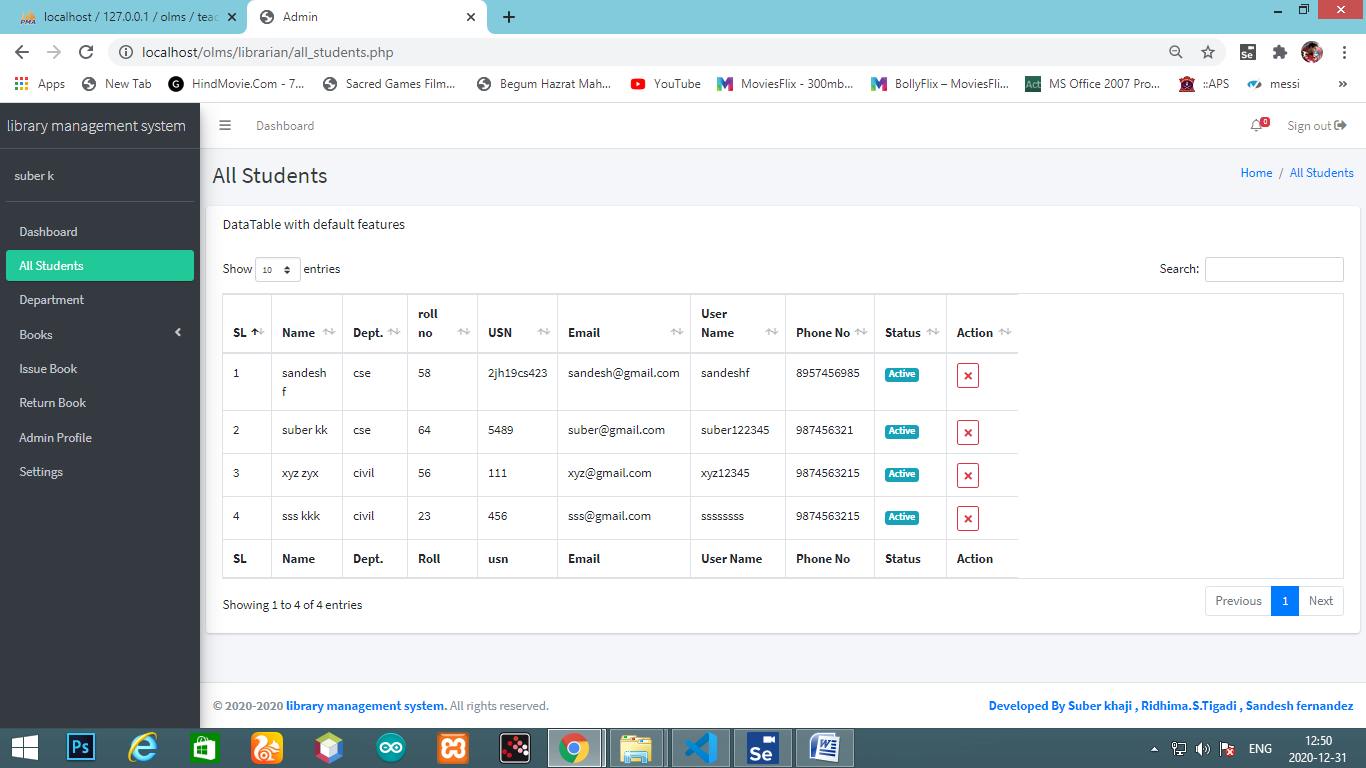 localhost / 127.0.0.1 / olms / teac
Admin
localhost/olms/librarian/all_students.php
Apps New Tab HindMovie.Com - 7... Sacred Games Film... Begum Hazrat Mah... YouTube MoviesFlix - 300mb... BollyFlix – MoviesFli... MS Office 2007 Pro... ::APS messi »
library management system
Dashboard
0
Sign out
suber k
All Students
Home / All Students
Dashboard
All Students
Department
Books
Issue Book
Return Book
Admin Profile
Settings
DataTable with default features
Show 10 entries
Search:
SL Name Dept. roll no USN Email User Name Phone No Status Action
1 sandesh f cse 58 2jh19cs423 sandesh@gmail.com sandeshf 8957456985 Active
2 suber kk cse 64 5489 suber@gmail.com suber122345 987456321 Active
3 xyz zyx civil 56 111 xyz@gmail.com xyz12345 9874563215 Active
4 sss kkk civil 23 456 sss@gmail.com ssssssss 9874563215 Active
SL Name Dept. Roll usn Email User Name Phone No Status Action
Showing 1 to 4 of 4 entries
Previous 1 Next
© 2020-2020 library management system. All rights reserved.
Developed By Suber khaji , Ridhima.S.Tigadi , Sandesh fernandez
ENG
12:50
2020-12-31